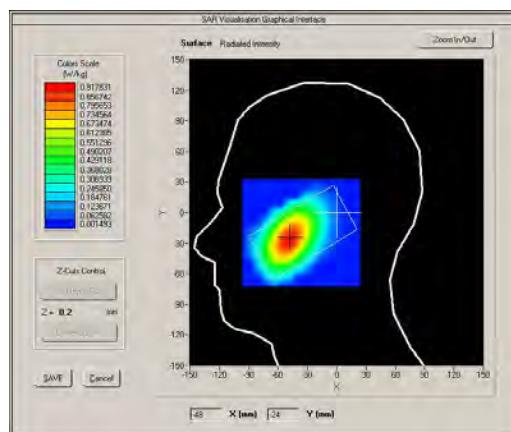 SAR Visualisation Graphical Interface
Surface Radiated Intensity
Zoom In/Out
Colors Scale
(W/kg)
0.917831
0.856742
0.795653
0.734564
0.673474
0.612385
0.551296
0.490207
0.429118
0.368028
0.306939
0.245850
0.184761
0.123671
0.062582
0.001493
150
120
90
60
30
0
-30
-60
-90
-120
-150
Y
-150 -120 -90 -60 -30 0 30 60 90 120 150
X
Z-Cuts Control
Z = 0.2 mm
SAVE Cancel
-48 X (mm) -24 Y (mm)